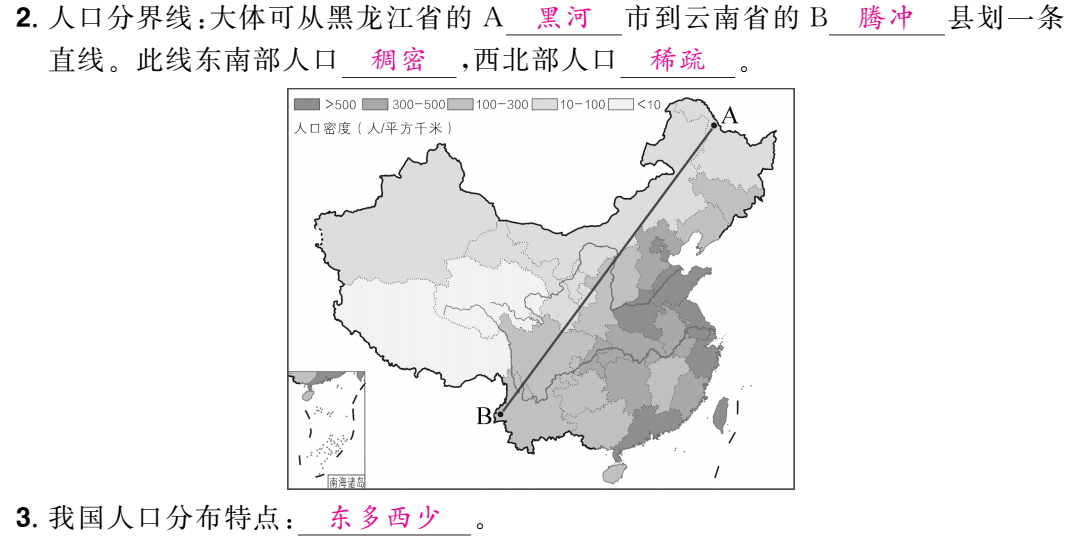 2. 人口分界线:大体可从黑龙江省的 A 黑河 市到云南省的 B 腾冲 县划一条
直线。此线东南部人口 稠密 ,西北部人口 稀疏 。
>500 300-500 100-300 10-100 <10
人口密度(人/平方千米)
A
B
南海诸岛
3. 我国人口分布特点: 东多西少 。